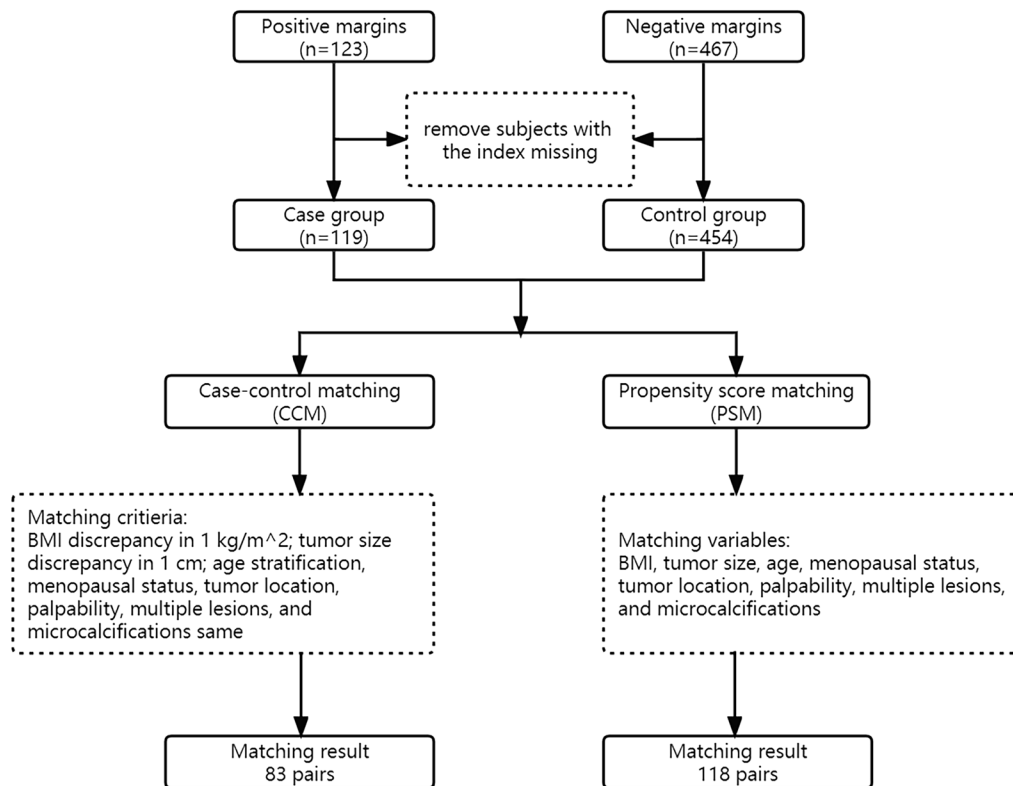 Positive margins
(n=123)
Negative margins
(n=467)
remove subjects with
the index missing
Case group
(n=119)
Control group
(n=454)
Case-control matching
(CCM)
Propensity score matching
(PSM)
Matching critieria:
BMI discrepancy in 1 kg/m^2; tumor size
discrepancy in 1 cm; age stratification,
menopausal status, tumor location,
palpability, multiple lesions, and
microcalcifications same
Matching variables:
BMI, tumor size, age, menopausal status,
tumor location, palpability, multiple lesions,
and microcalcifications
Matching result
83 pairs
Matching result
118 pairs